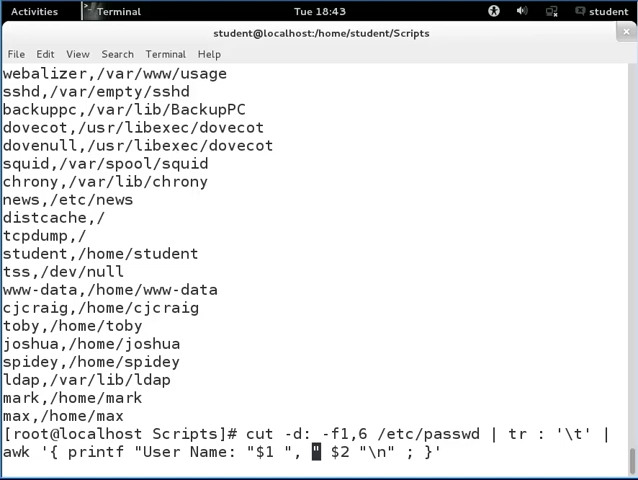 Activities Terminal Tue 18:43 student
student@localhost:/home/student/Scripts
File Edit View Search Terminal Help
webalizer,/var/www/usage
sshd,/var/empty/sshd
backuppc,/var/lib/BackupPC
dovecot,/usr/libexec/dovecot
dovenull,/usr/libexec/dovecot
squid,/var/spool/squid
chrony,/var/lib/chrony
news,/etc/news
distcache,/
tcpdump,/
student,/home/student
tss,/dev/null
www-data,/home/www-data
cjcraig,/home/cjcraig
toby,/home/toby
joshua,/home/joshua
spidey,/home/spidey
ldap,/var/lib/ldap
mark,/home/mark
max,/home/max
[root@localhost Scripts]# cut -d: -f1,6 /etc/passwd | tr : '\t' |
awk '{ printf "User Name: "$1 ", " $2 "\n" ; }'